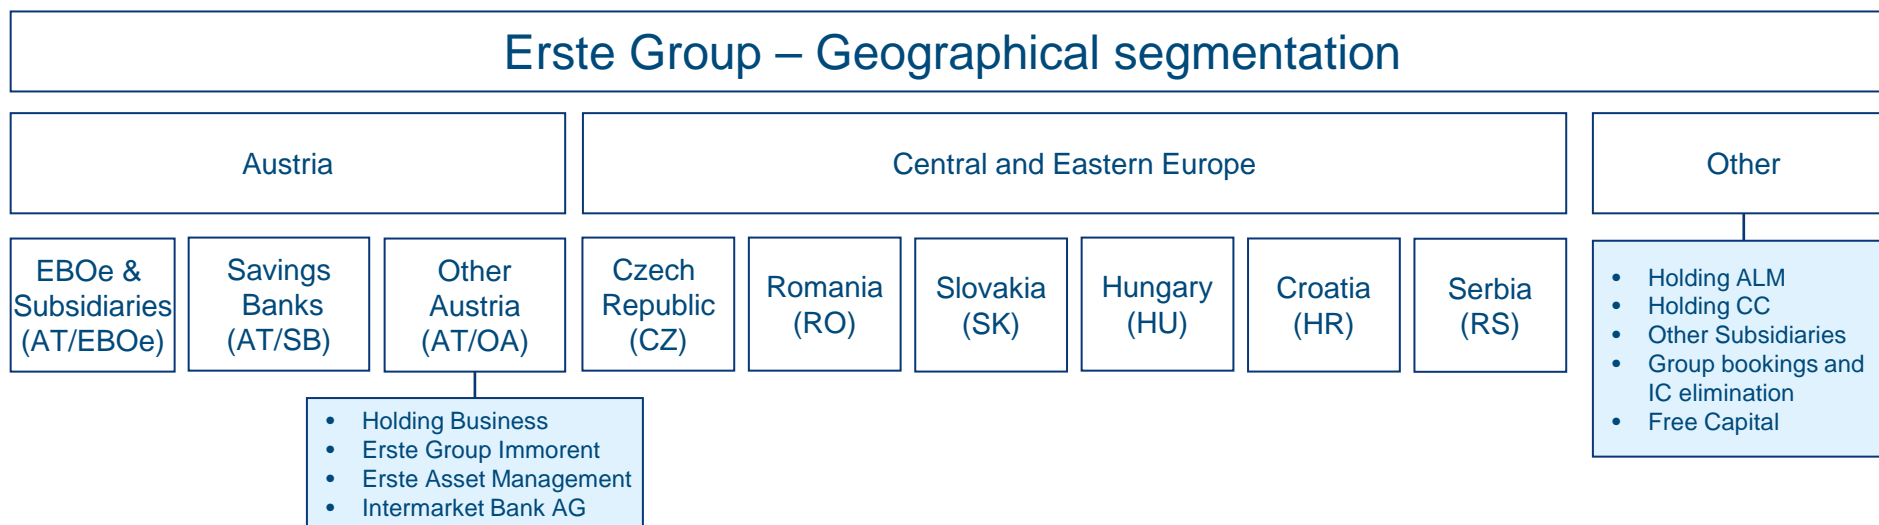 Erste Group – Geographical segmentation
Austria
Central and Eastern Europe
Other
EBOe &
Subsidiaries
(AT/EBOe)
Savings
Banks
(AT/SB)
Other
Austria
(AT/OA)
Czech
Republic
(CZ)
Romania
(RO)
Slovakia
(SK)
Hungary
(HU)
Croatia
(HR)
Serbia
(RS)
• Holding ALM
• Holding CC
• Other Subsidiaries
• Group bookings and
IC elimination
• Free Capital
• Holding Business
• Erste Group Immorent
• Erste Asset Management
• Intermarket Bank AG